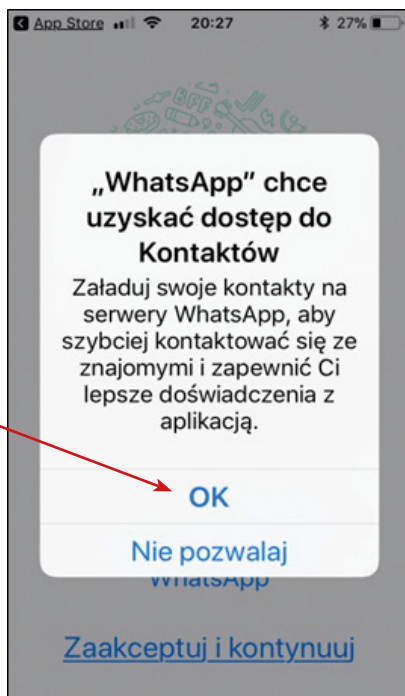 App Store 20:27 27%
BFF
„WhatsApp” chce
uzyskać dostęp do
Kontaktów
Załaduj swoje kontakty na
serwery WhatsApp, aby
szybciej kontaktować się ze
znajomymi i zapewnić Ci
lepsze doświadczenia z
aplikacją.
OK
Nie pozwalaj
WhatsApp
Zaakceptuj i kontynuuj